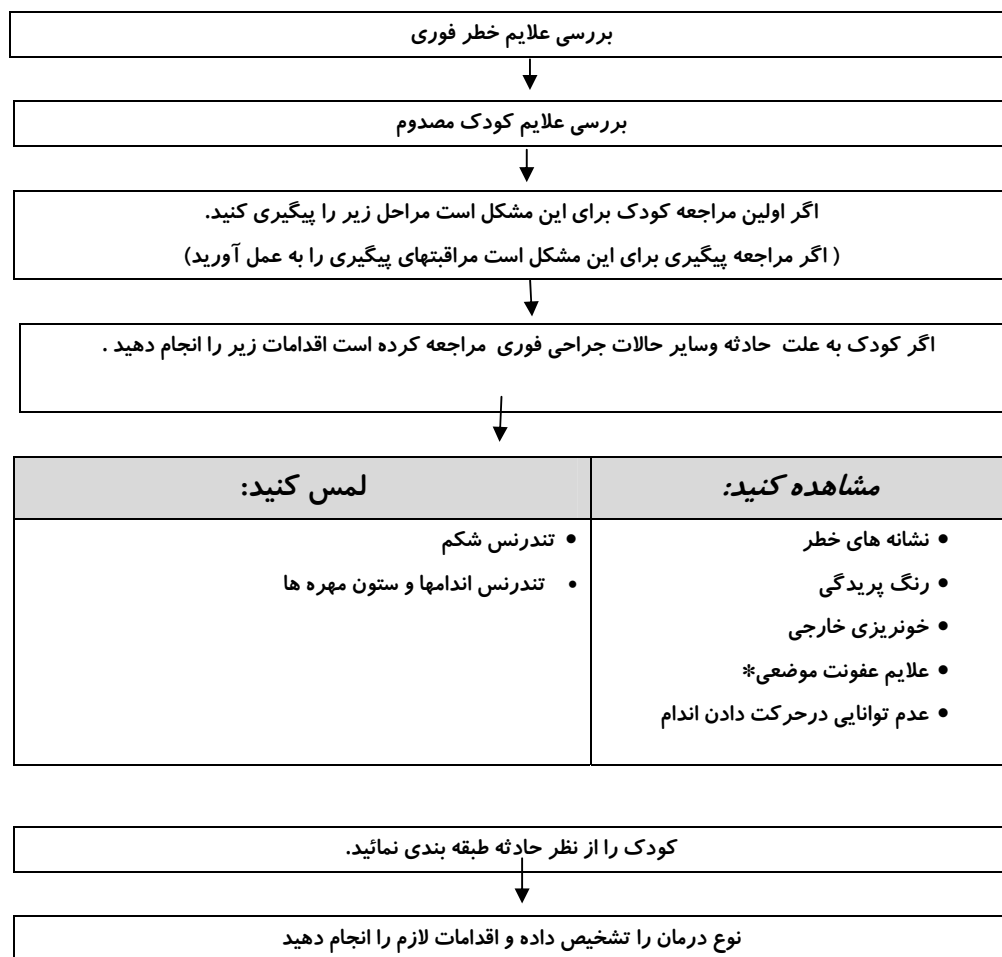 بررسی علایم خطر فوری
بررسی علایم کودک مصدوم
اگر اولین مراجعه کودک برای این مشکل است مراحل زیر را پیگیری کنید.
( اگر مراجعه پیگیری برای این مشکل است مراقبتهای پیگیری را به عمل آورید)
اگر کودک به علت حادثه وسایر حالات جراحی فوری مراجعه کرده است اقدامات زیر را انجام دهید .
مشاهده کنید:
• نشانه های خطر
• رنگ پریدگی
• خونریزی خارجی
• علایم عفونت موضعی*
• عدم توانایی درحرکت دادن اندام
لمس کنید:
• تندرنس شکم
• تندرنس اندامها و ستون مهره ها
کودک را از نظر حادثه طبقه بندی نمائید.
نوع درمان را تشخیص داده و اقدامات لازم را انجام دهید